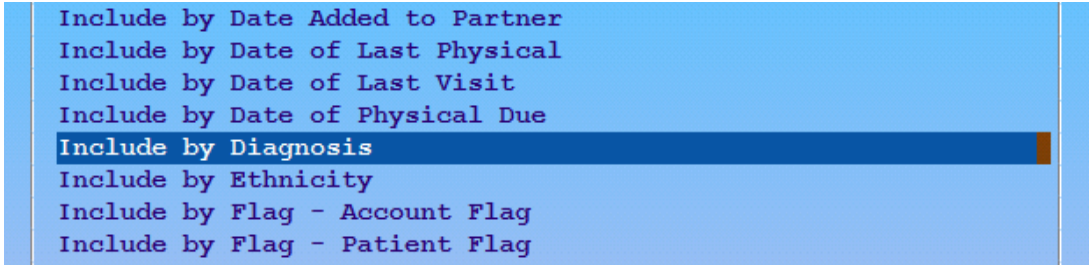 Include by Date Added to Partner
Include by Date of Last Physical
Include by Date of Last Visit
Include by Date of Physical Due
Include by Diagnosis
Include by Ethnicity
Include by Flag - Account Flag
Include by Flag - Patient Flag